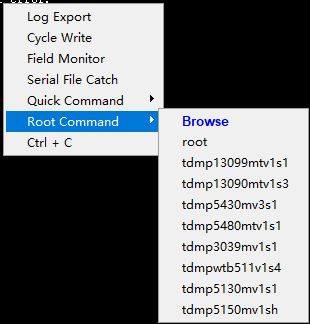 error.
Log Export
Cycle Write
Field Monitor
Serial File Catch
Quick Command
Root Command
Ctrl + C
Browse
root
tdmp13099mtv1s1
tdmp13090mtv1s3
tdmp5430mv3s1
tdmp5480mtv1s1
tdmp3039mv1s1
tdmpwtb511v1s4
tdmp5130mv1s1
tdmp5150mv1sh